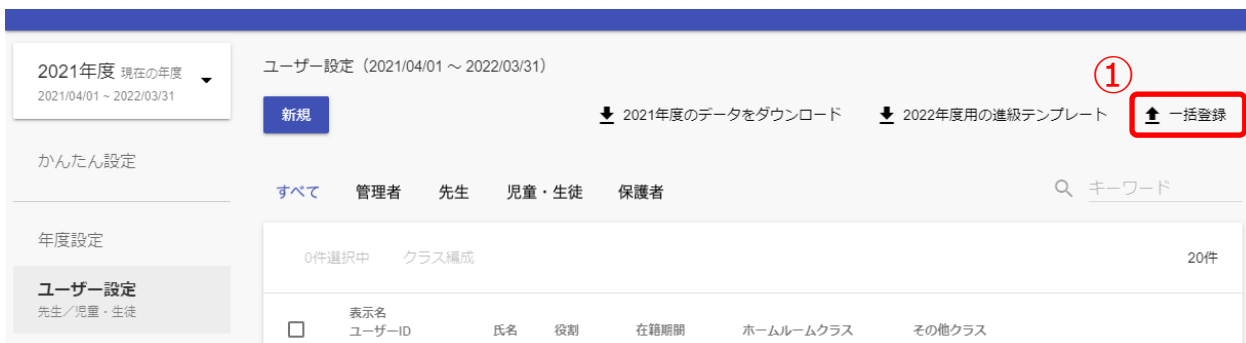 2021年度 現在の年度
2021/04/01 ~ 2022/03/31
かんたん設定
年度設定
ユーザー設定
先生／児童・生徒
ユーザー設定（2021/04/01 ～ 2022/03/31）
①
新規
2021年度のデータをダウンロード
2022年度用の進級テンプレート
一括登録
すべて 管理者 先生 児童・生徒 保護者
キーワード
0件選択中 クラス編成 20件
表示名
ユーザーID 氏名 役割 在籍期間 ホームルームクラス その他クラス